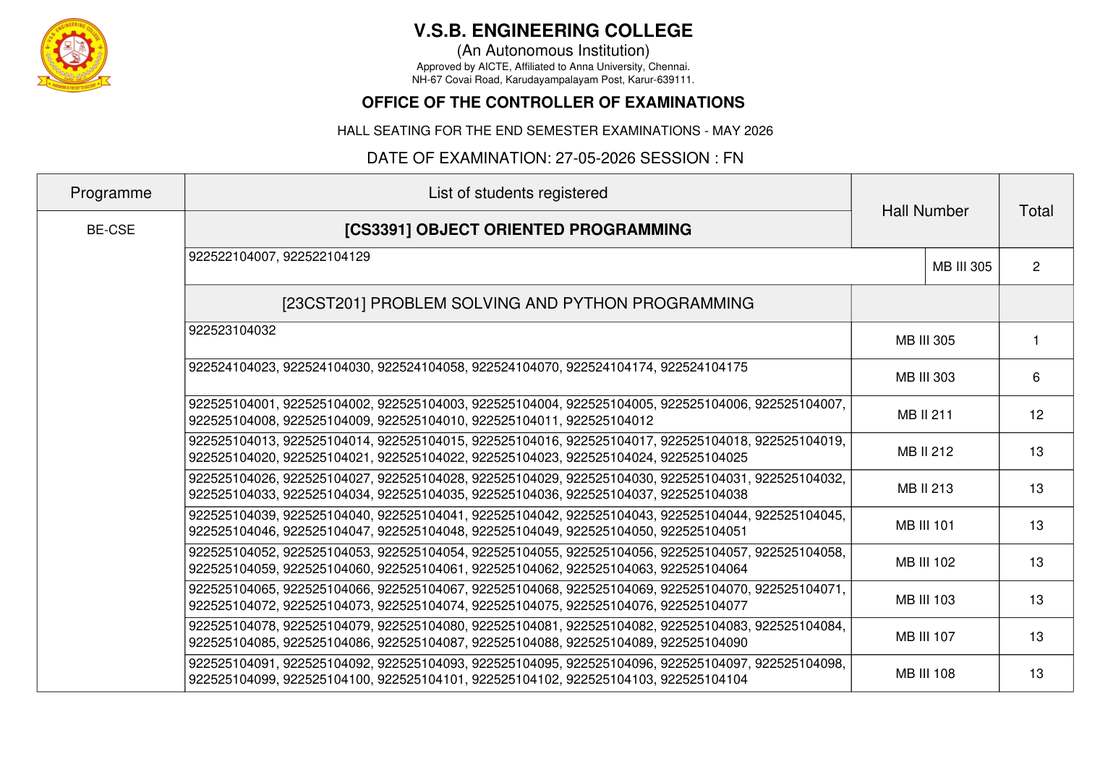 V.S.B. ENGINEERING COLLEGE
(An Autonomous Institution)
Approved by AICTE, Affiliated to Anna University, Chennai.
NH-67 Covai Road, Karudayampalayam Post, Karur-639111.
OFFICE OF THE CONTROLLER OF EXAMINATIONS
HALL SEATING FOR THE END SEMESTER EXAMINATIONS - MAY 2026
DATE OF EXAMINATION: 27-05-2026 SESSION : FN
Programme
List of students registered
Hall Number
Total
BE-CSE
[CS3391] OBJECT ORIENTED PROGRAMMING
922522104007, 922522104129
MB III 305
2
[23CST201] PROBLEM SOLVING AND PYTHON PROGRAMMING
922523104032
MB III 305
1
922524104023, 922524104030, 922524104058, 922524104070, 922524104174, 922524104175
MB III 303
6
922525104001, 922525104002, 922525104003, 922525104004, 922525104005, 922525104006, 922525104007,
922525104008, 922525104009, 922525104010, 922525104011, 922525104012
MB II 211
12
922525104013, 922525104014, 922525104015, 922525104016, 922525104017, 922525104018, 922525104019,
922525104020, 922525104021, 922525104022, 922525104023, 922525104024, 922525104025
MB II 212
13
922525104026, 922525104027, 922525104028, 922525104029, 922525104030, 922525104031, 922525104032,
922525104033, 922525104034, 922525104035, 922525104036, 922525104037, 922525104038
MB II 213
13
922525104039, 922525104040, 922525104041, 922525104042, 922525104043, 922525104044, 922525104045,
922525104046, 922525104047, 922525104048, 922525104049, 922525104050, 922525104051
MB III 101
13
922525104052, 922525104053, 922525104054, 922525104055, 922525104056, 922525104057, 922525104058,
922525104059, 922525104060, 922525104061, 922525104062, 922525104063, 922525104064
MB III 102
13
922525104065, 922525104066, 922525104067, 922525104068, 922525104069, 922525104070, 922525104071,
922525104072, 922525104073, 922525104074, 922525104075, 922525104076, 922525104077
MB III 103
13
922525104078, 922525104079, 922525104080, 922525104081, 922525104082, 922525104083, 922525104084,
922525104085, 922525104086, 922525104087, 922525104088, 922525104089, 922525104090
MB III 107
13
922525104091, 922525104092, 922525104093, 922525104095, 922525104096, 922525104097, 922525104098,
922525104099, 922525104100, 922525104101, 922525104102, 922525104103, 922525104104
MB III 108
13